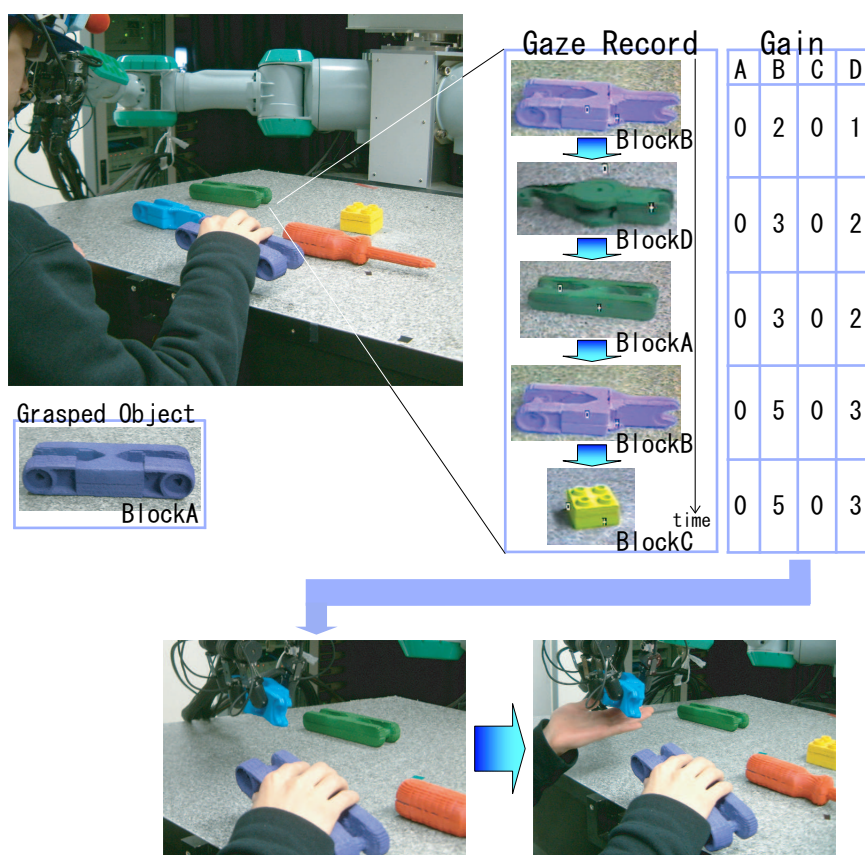 Gaze Record
Gain
A B C D
BlockB
0 2 0 1
BlockD
0 3 0 2
BlockA
0 3 0 2
BlockB
0 5 0 3
time
BlockC
0 5 0 3
Grasped Object
BlockA